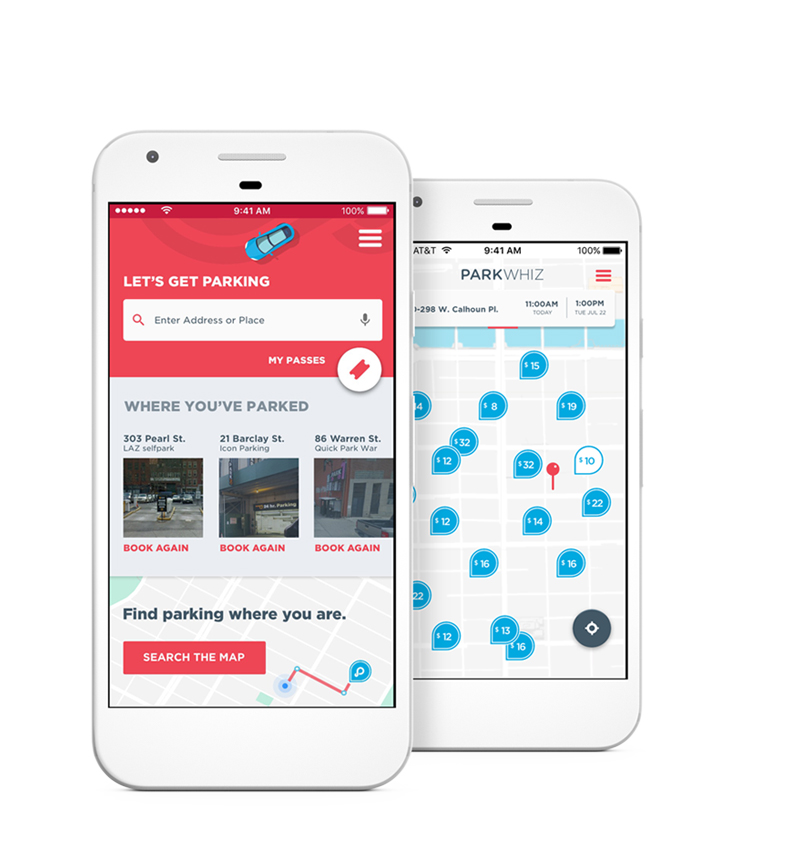 9:41 AM
100%
LET'S GET PARKING
Enter Address or Place
MY PASSES
WHERE YOU'VE PARKED
303 Pearl St.
LAZ selfpark
BOOK AGAIN
21 Barclay St.
Icon Parking
BOOK AGAIN
86 Warren St.
Quick Park War
BOOK AGAIN
Find parking where you are.
SEARCH THE MAP
AT&T
9:41 AM
100%
PARKWHIZ
-298 W. Calhoun Pl.
11:00AM
TODAY
1:00PM
TUE JUL 22
$15
$8
$19
$32
$12
$32
$10
$22
$12
$14
$16
$16
22
$12
$13
$16